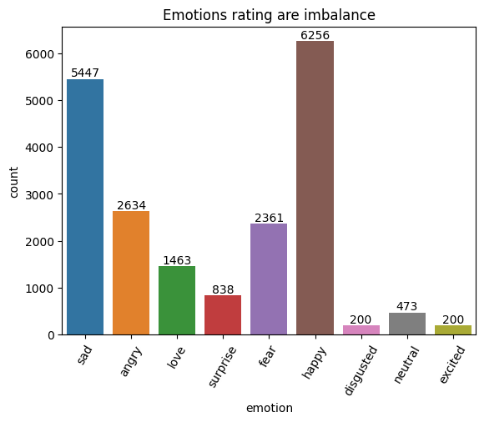 Emotions rating are imbalance
6256
5447
2634
2361
1463
838
473
200
200
6000
5000
4000
3000
2000
1000
0
count
sad
angry
love
surprise
fear
happy
disgusted
neutral
excited
emotion